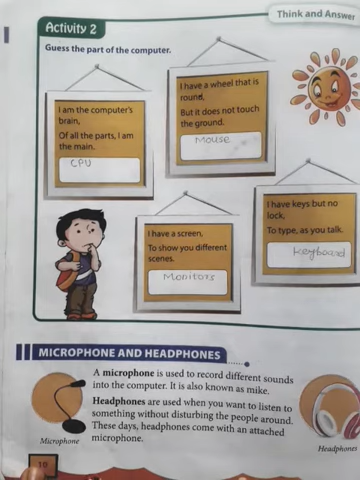 Think and Answer
Activity 2
Guess the part of the computer.
I am the computer's
brain,
Of all the parts, I am
the main.
CPU
I have a wheel that is
round,
But it does not touch
the ground.
Mouse
I have a screen,
To show you different
scenes.
Monitors
I have keys but no
lock,
To type, as you talk.
Keyboard
MICROPHONE AND HEADPHONES
A microphone is used to record different sounds
into the computer. It is also known as mike.
Headphones are used when you want to listen to
something without disturbing the people around.
These days, headphones come with an attached
microphone.
Microphone
Headphones
10